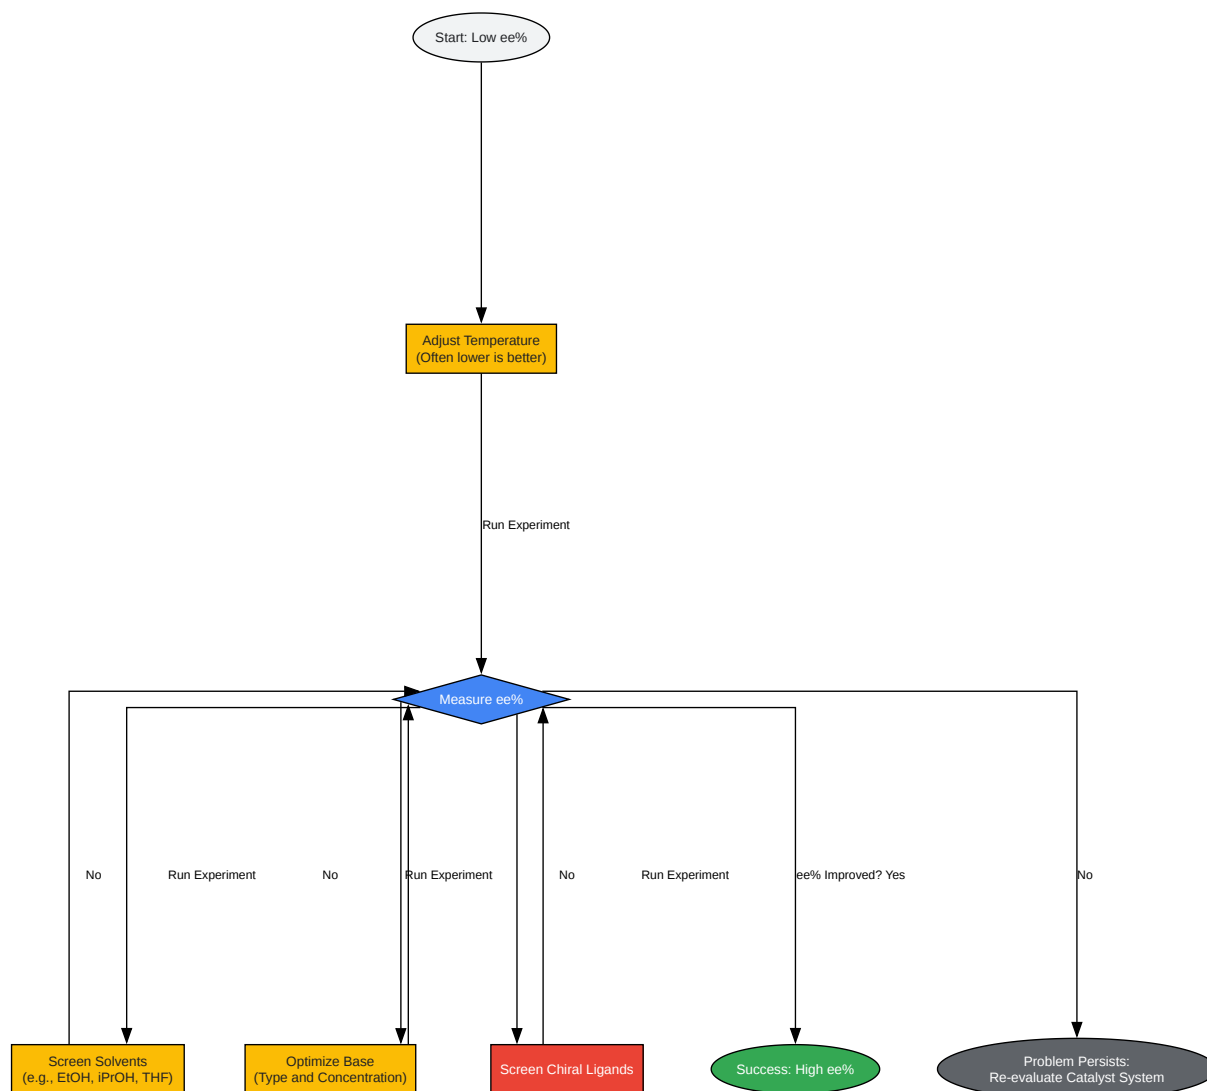 Start: Low ee%
Adjust Temperature
(Often lower is better)
Run Experiment
Measure ee%
No
Run Experiment
No
Run Experiment
No
Run Experiment
ee% Improved? Yes
No
Screen Solvents
(e.g., EtOH, iPrOH, THF)
Optimize Base
(Type and Concentration)
Screen Chiral Ligands
Success: High ee%
Problem Persists:
Re-evaluate Catalyst System